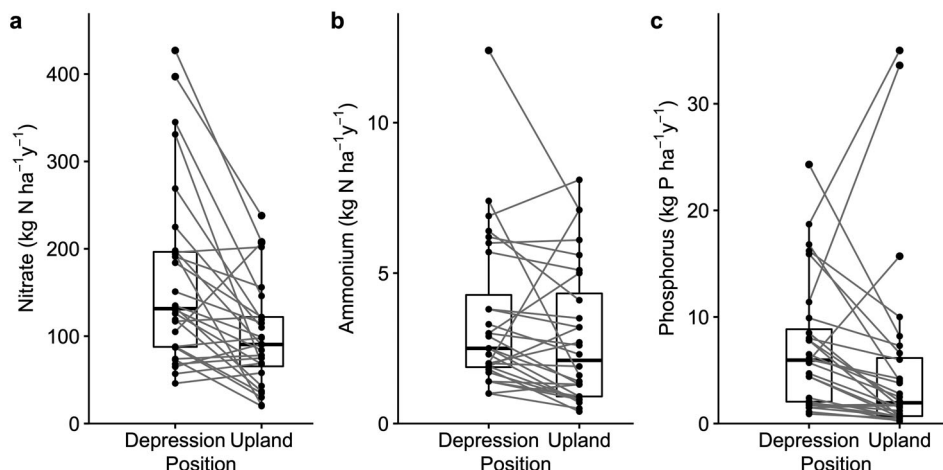 a
Nitrate (kg N ha⁻¹y⁻¹)
400
300
200
100
0
Depression Upland
Position
b
Ammonium (kg N ha⁻¹y⁻¹)
10
5
0
Depression Upland
Position
c
Phosphorus (kg P ha⁻¹y⁻¹)
30
20
10
0
Depression Upland
Position